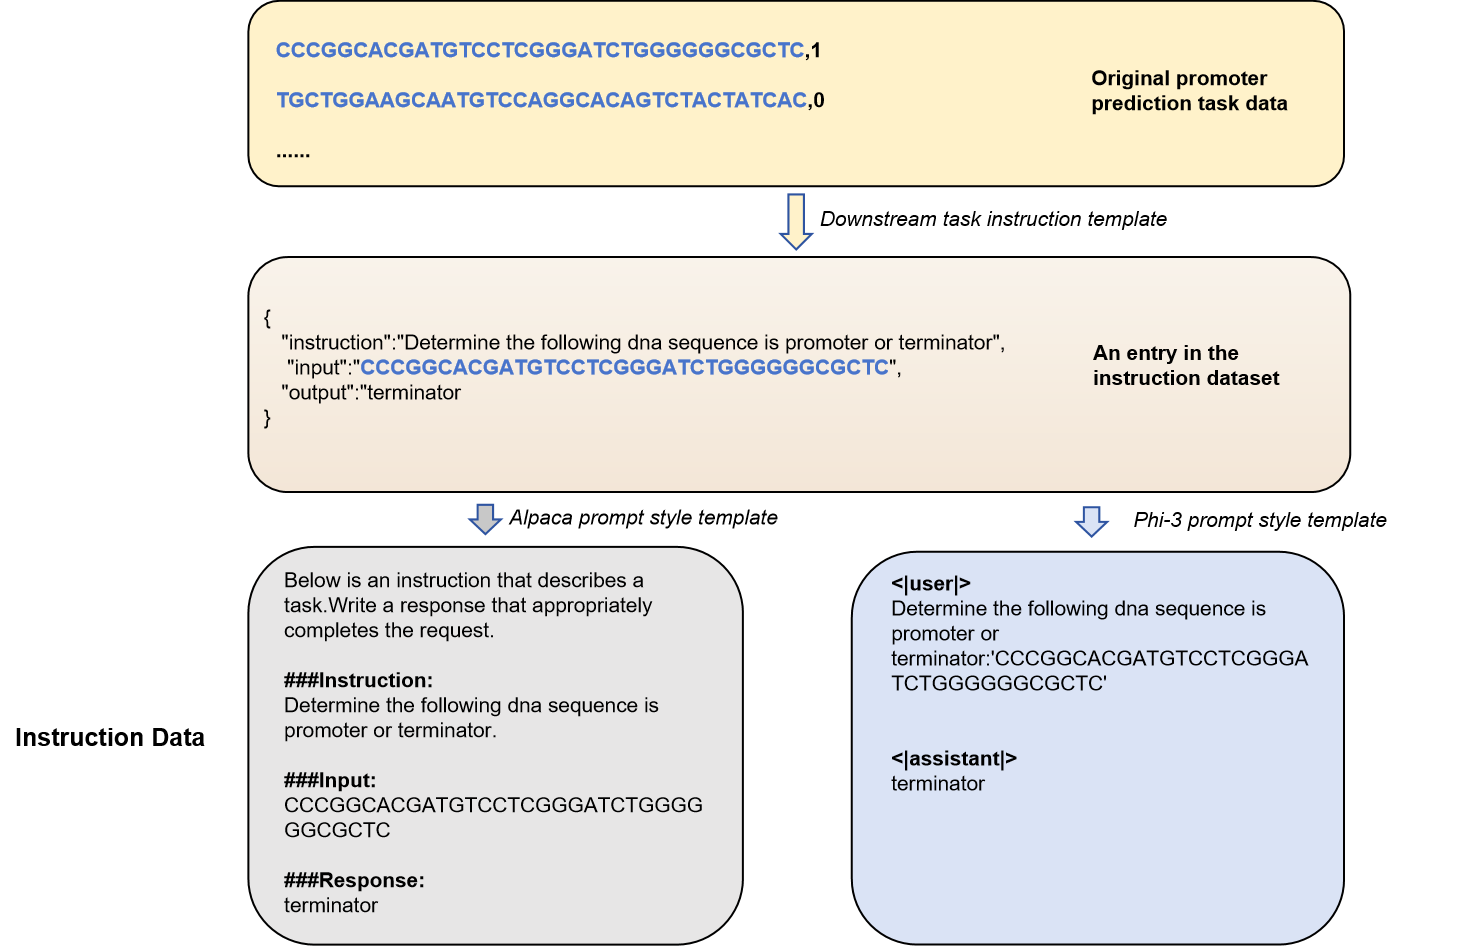 CCCGGCACGATGTCCTCGGGATCTGGGGGGCGCTC,1
TGCTGGAAGCAATGTCCAGGCACAGTCTACTATCAC,0
......
Original promoter
prediction task data
Downstream task instruction template
{
"instruction":"Determine the following dna sequence is promoter or terminator",
"input":"CCCGGCACGATGTCCTCGGGATCTGGGGGGCGCTC",
"output":"terminator
}
An entry in the
instruction dataset
Alpaca prompt style template
Phi-3 prompt style template
Instruction Data
Below is an instruction that describes a
task.Write a response that appropriately
completes the request.
###Instruction:
Determine the following dna sequence is
promoter or terminator.
###Input:
CCCGGCACGATGTCCTCGGGATCTGGGG
GGCGCTC
###Response:
terminator
<|user|>
Determine the following dna sequence is
promoter or
terminator:'CCCGGCACGATGTCCTCGGGA
TCTGGGGGGCGCTC'
<|assistant|>
terminator